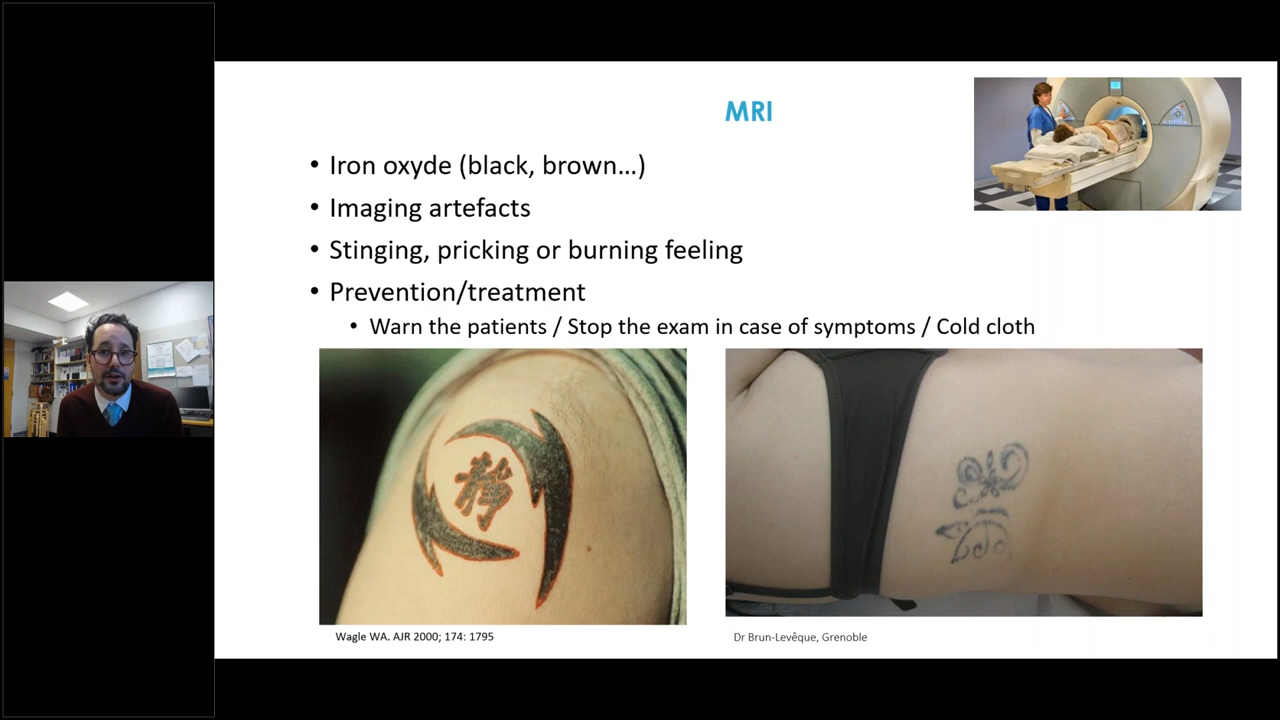 MRI
• Iron oxyde (black, brown...)
• Imaging artefacts
• Stinging, pricking or burning feeling
• Prevention/treatment
• Warn the patients / Stop the exam in case of symptoms / Cold cloth
靜
Wagle WA. AJR 2000; 174: 1795
Dr Brun-Levêque, Grenoble